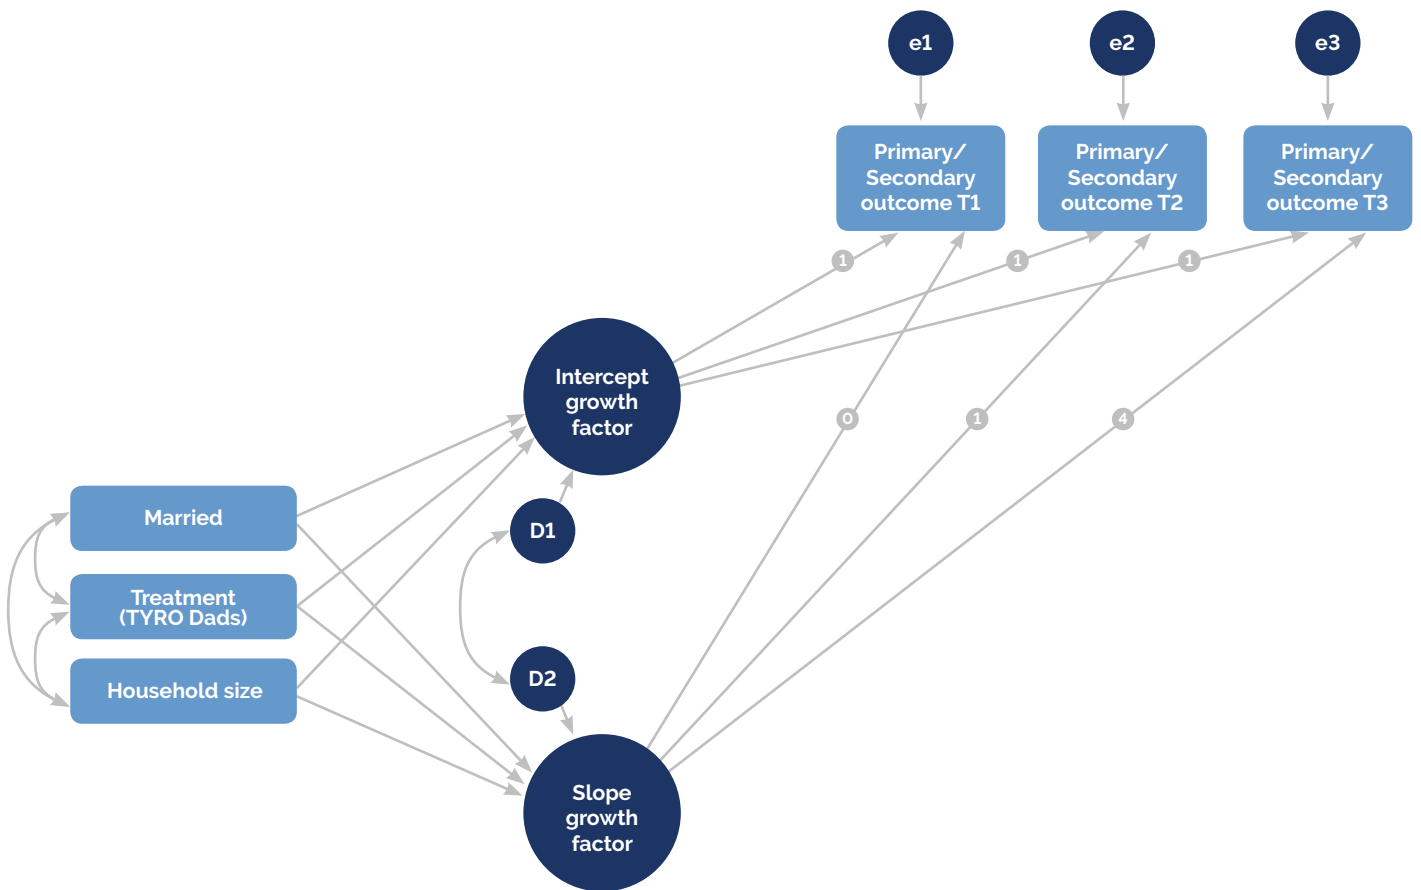 e1
e2
e3
Primary/
Secondary
outcome T1
Primary/
Secondary
outcome T2
Primary/
Secondary
outcome T3
1
1
1
Intercept
growth
factor
0
1
4
Married
D1
Treatment
(TYRO Dads)
D2
Household size
Slope
growth
factor